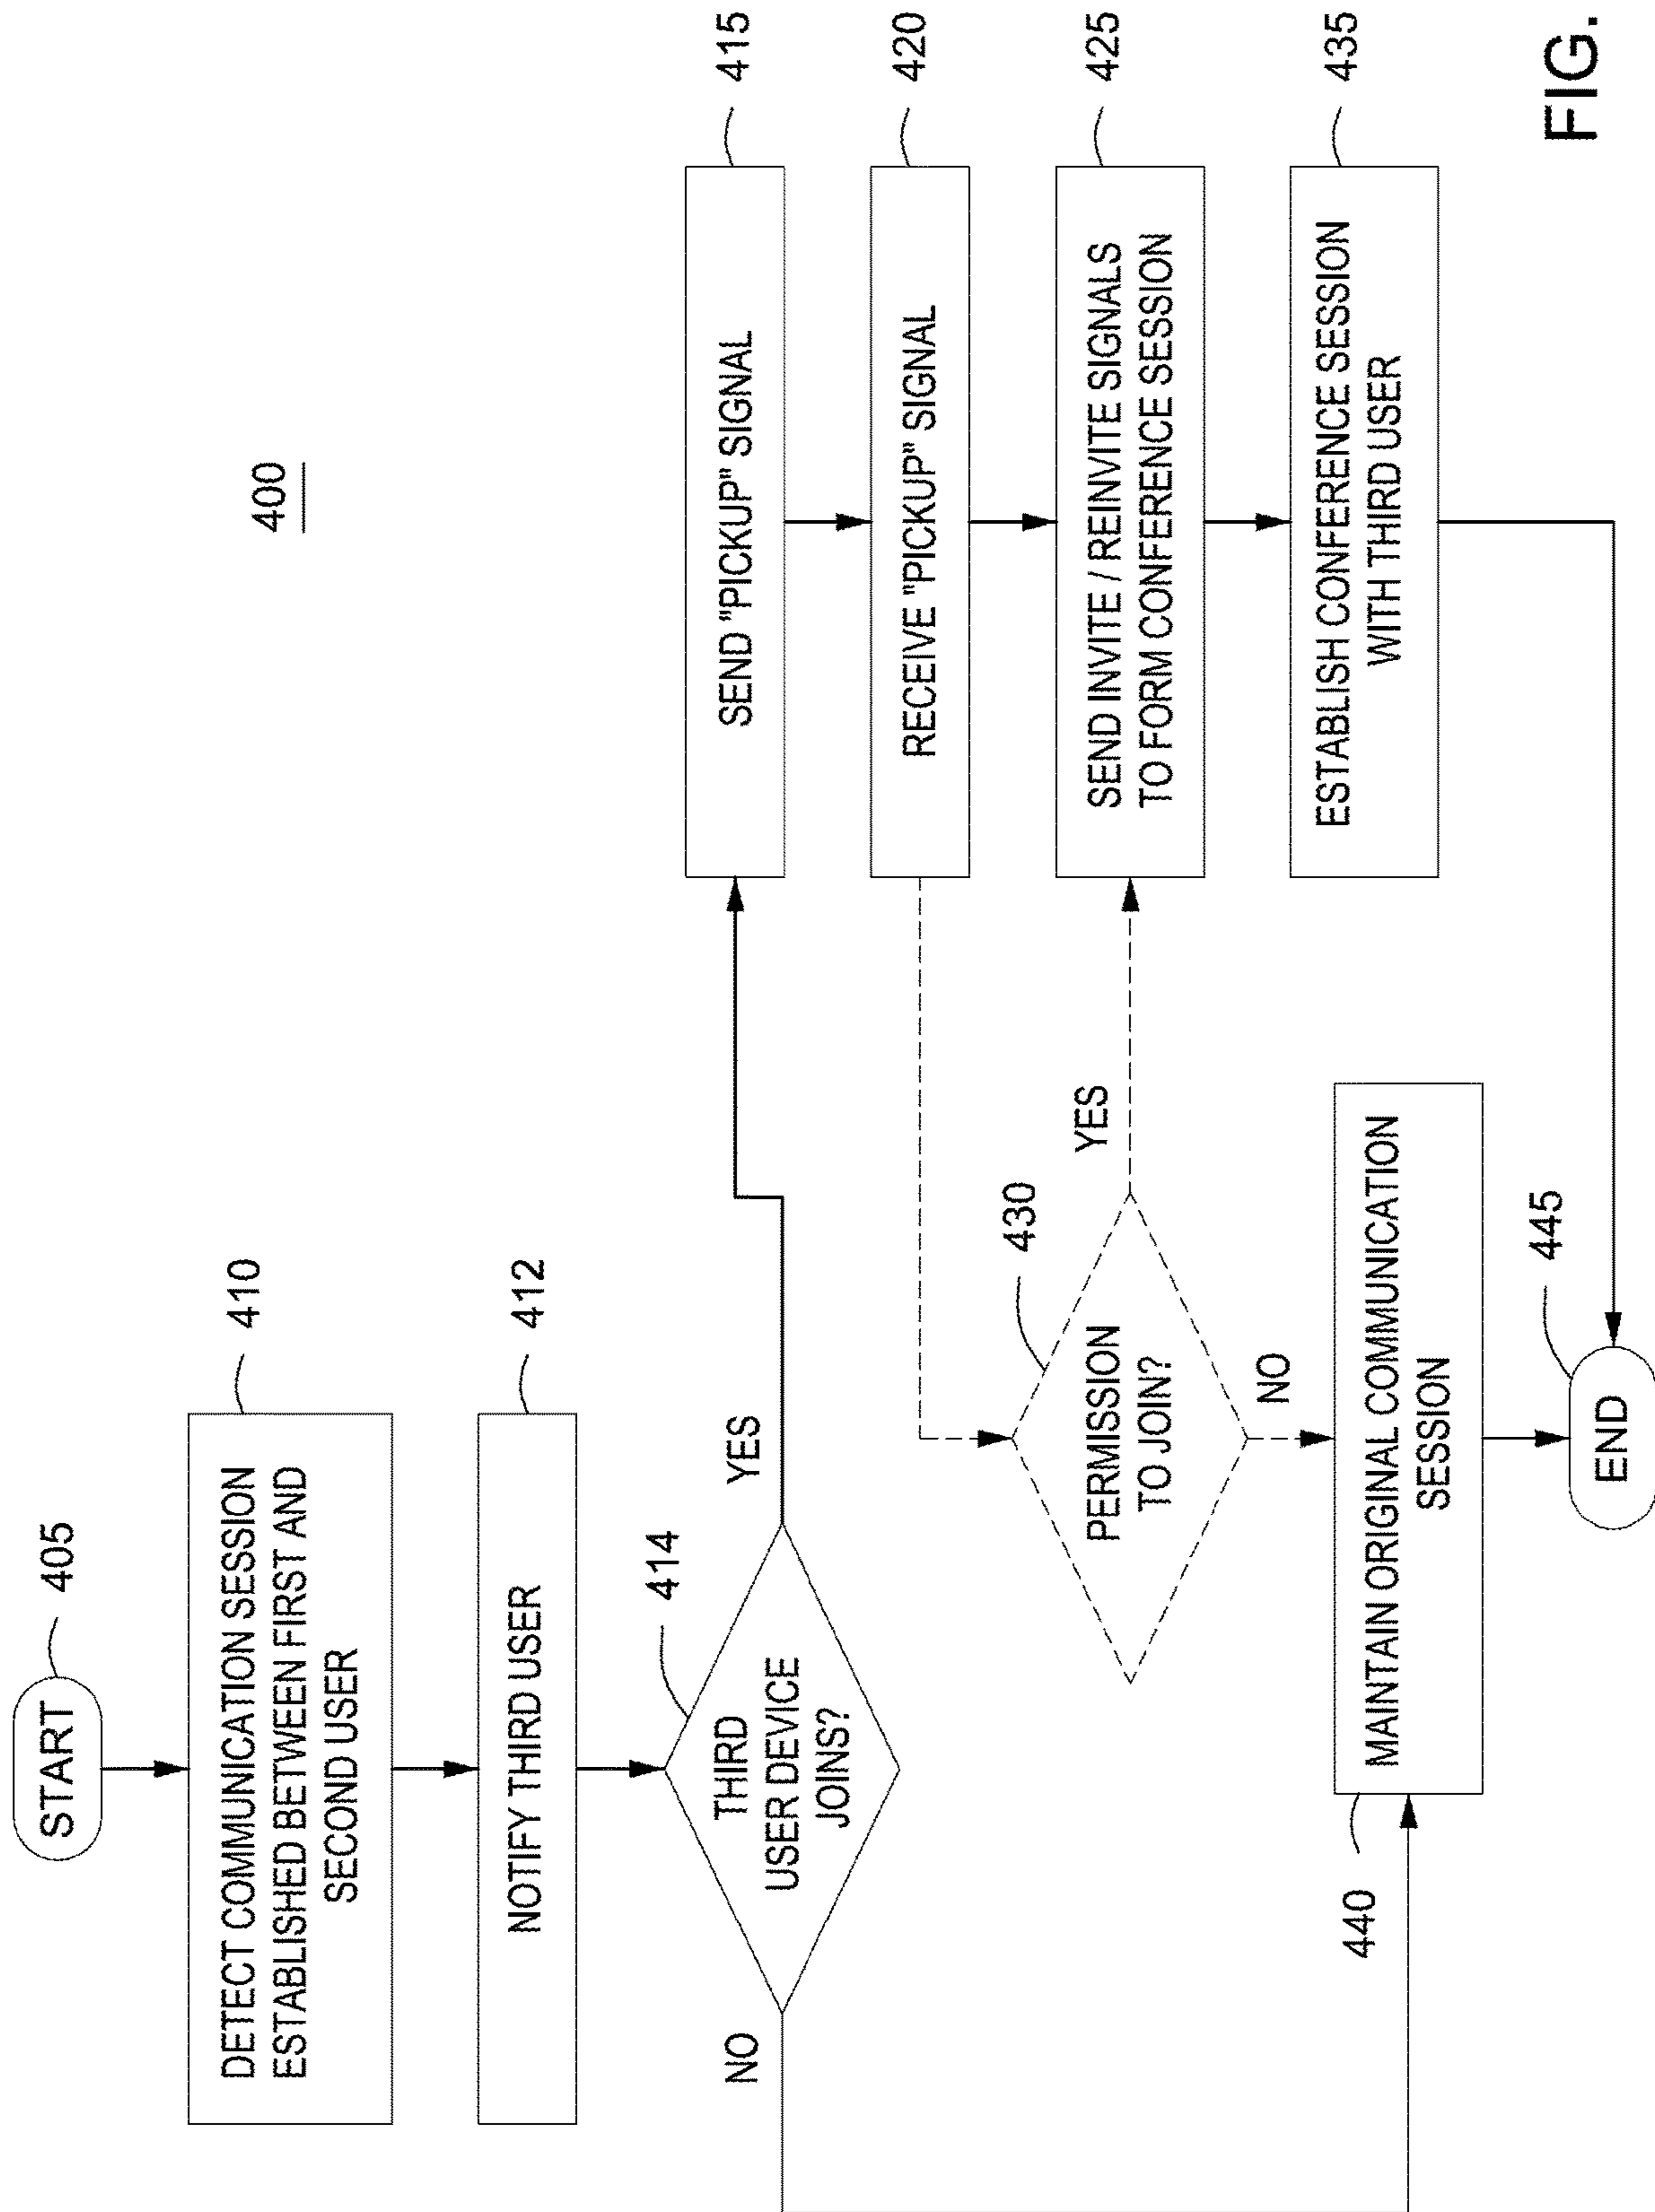 400
START
405
DETECT COMMUNICATION SESSION
ESTABLISHED BETWEEN FIRST AND
SECOND USER
410
NOTIFY THIRD USER
412
THIRD
USER DEVICE
JOINS?
414
YES
NO
SEND "PICKUP" SIGNAL
415
RECEIVE "PICKUP" SIGNAL
420
SEND INVITE / REINVITE SIGNALS
TO FORM CONFERENCE SESSION
425
PERMISSION
TO JOIN?
430
YES
NO
ESTABLISH CONFERENCE SESSION
WITH THIRD USER
435
MAINTAIN ORIGINAL COMMUNICATION
SESSION
440
END
445
FIG.